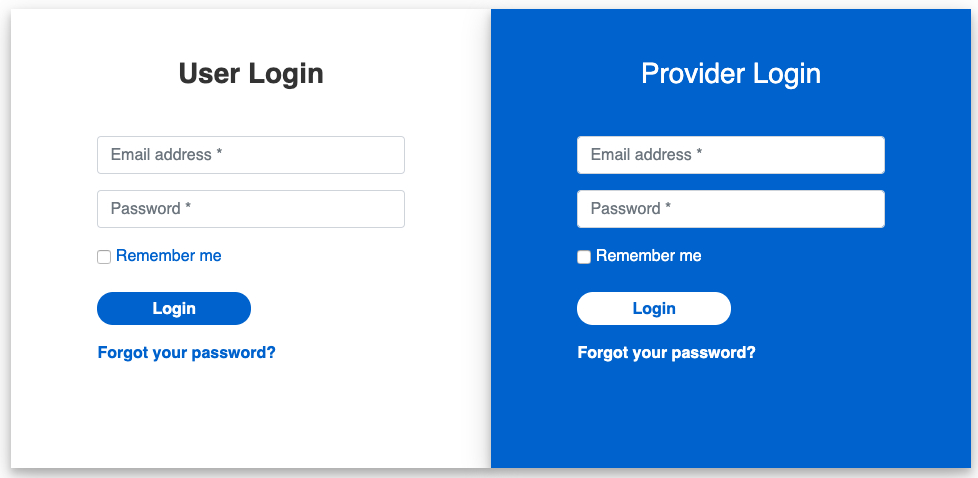 User Login
Email address *
Password *
Remember me
Login
Forgot your password?
Provider Login
Email address *
Password *
Remember me
Login
Forgot your password?